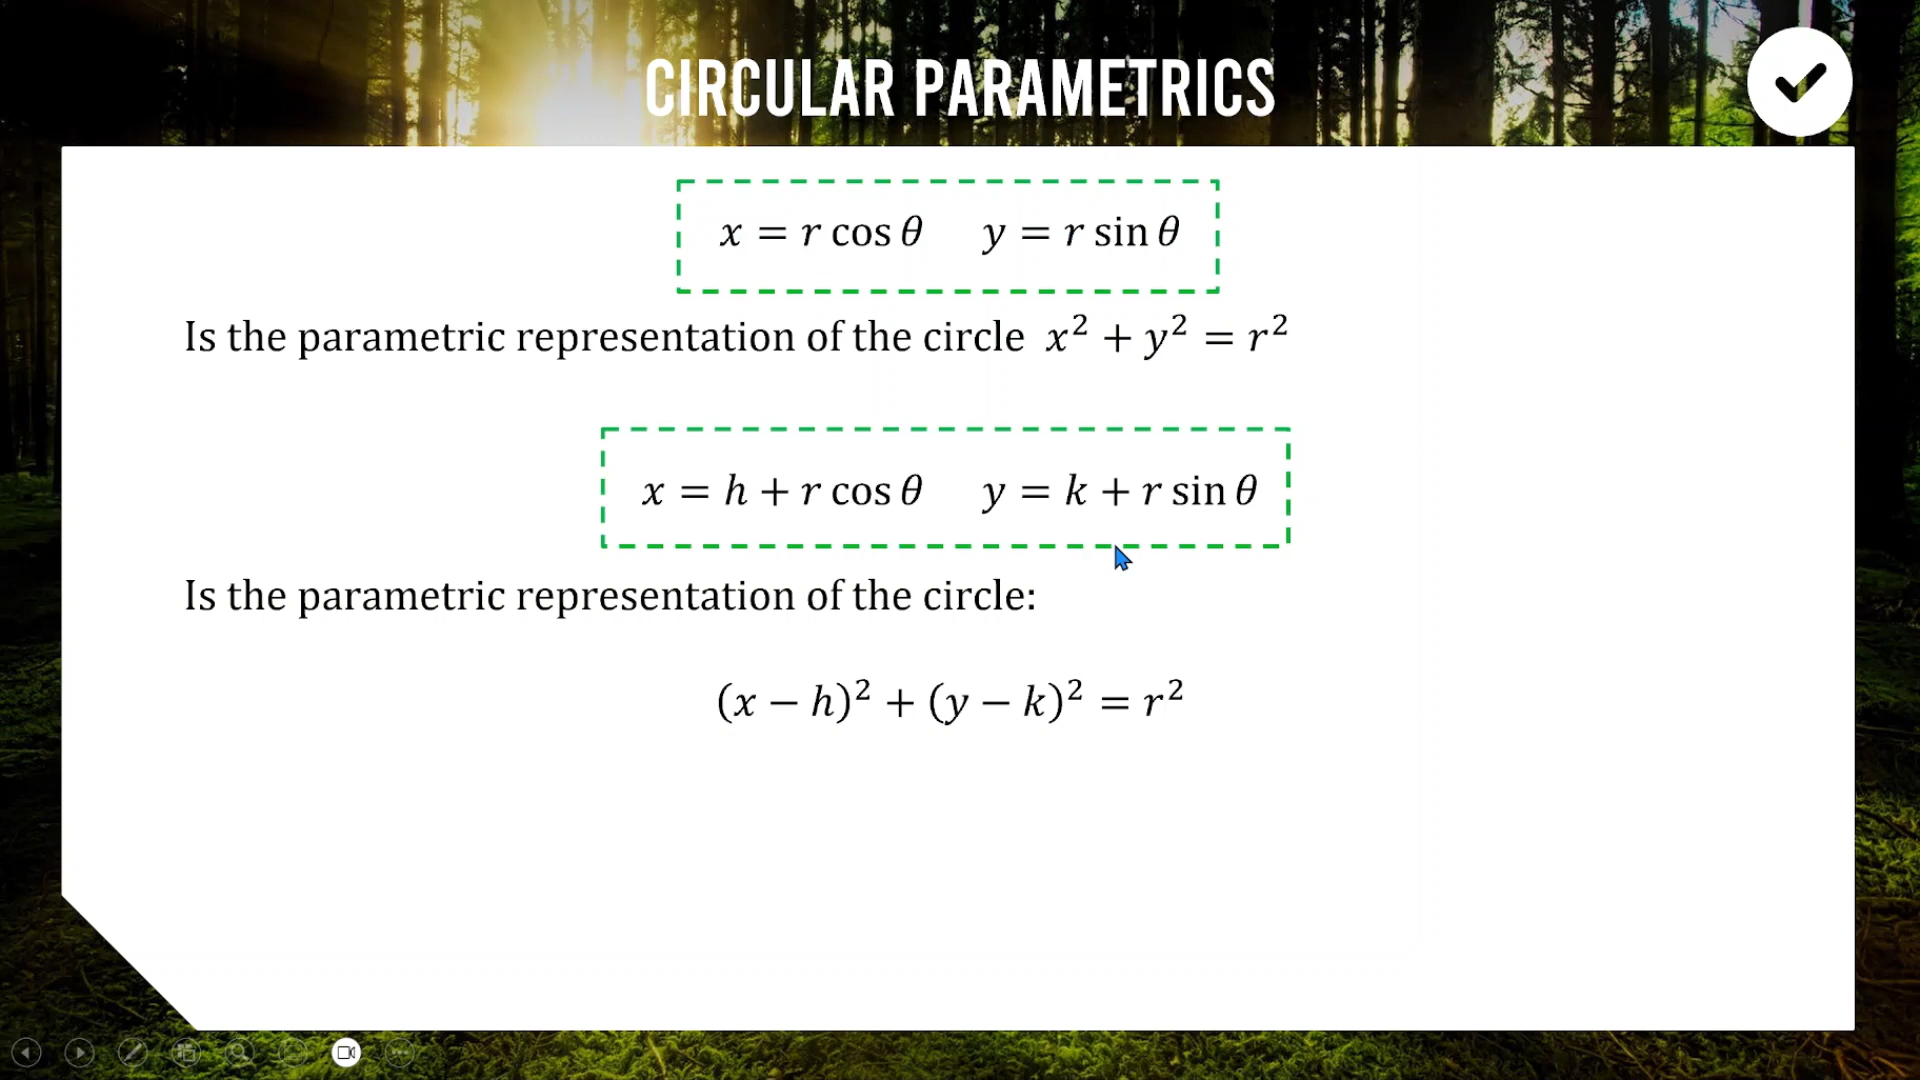 CIRCULAR PARAMETRICS
x = r cos θ y = r sin θ
Is the parametric representation of the circle x² + y² = r²
x = h + r cos θ y = k + r sin θ
Is the parametric representation of the circle:
(x − h)² + (y − k)² = r²